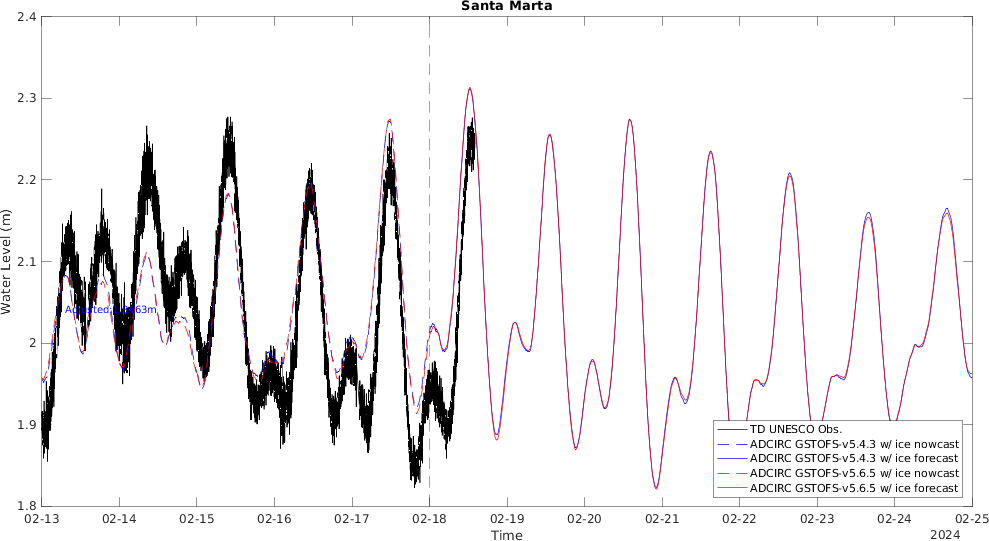 Santa Marta
2.4
2.3
2.2
2.1
2
1.9
1.8
Water Level (m)
02-13
02-14
02-15
02-16
02-17
02-18
02-19
02-20
02-21
02-22
02-23
02-24
02-25
Time
2024
TD UNESCO Obs.
ADCIRC GSTOFS-v5.4.3 w/ ice nowcast
ADCIRC GSTOFS-v5.4.3 w/ ice forecast
ADCIRC GSTOFS-v5.6.5 w/ ice nowcast
ADCIRC GSTOFS-v5.6.5 w/ ice forecast